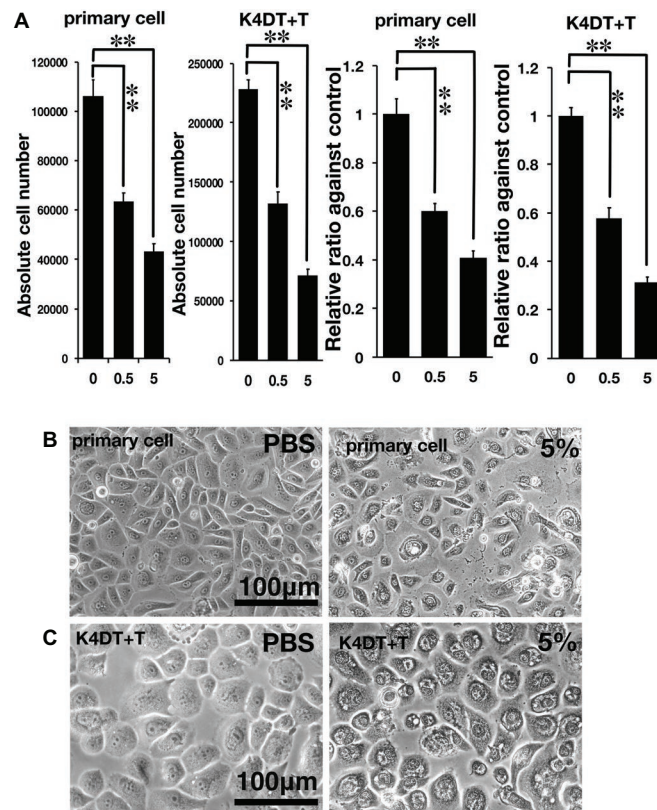 A
primary cell
**
**
Absolute cell number
120000
100000
80000
60000
40000
20000
0
0 0.5 5
K4DT+T
**
**
Absolute cell number
250000
200000
150000
100000
50000
0
0 0.5 5
primary cell
**
**
Relative ratio against control
1.2
1
0.8
0.6
0.4
0.2
0
0 0.5 5
K4DT+T
**
**
Relative ratio against control
1.2
1
0.8
0.6
0.4
0.2
0
0 0.5 5
B
primary cell PBS
100µm
primary cell 5%
C
K4DT+T PBS
100µm
K4DT+T 5%